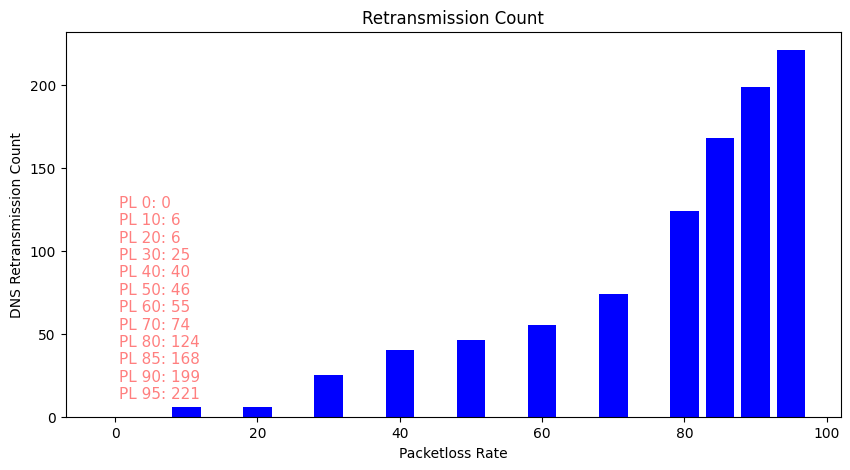 Retransmission Count
DNS Retransmission Count
200
150
100
50
0
PL 0: 0
PL 10: 6
PL 20: 6
PL 30: 25
PL 40: 40
PL 50: 46
PL 60: 55
PL 70: 74
PL 80: 124
PL 85: 168
PL 90: 199
PL 95: 221
0 20 40 60 80 100
Packetloss Rate